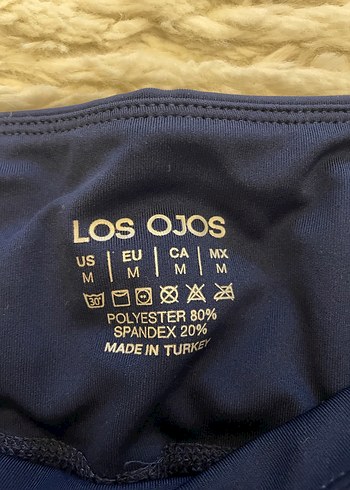 LOS OJOS
US | EU | CA | MX
M | M | M | M
30°
POLYESTER 80%
SPANDEX 20%
MADE IN TURKEY